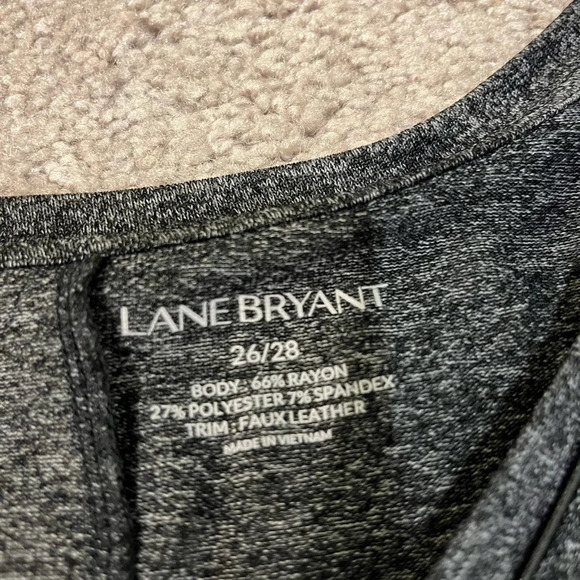 LANE BRYANT
26/28
BODY : 66% RAYON
27% POLYESTER 7% SPANDEX
TRIM : FAUX LEATHER
MADE IN VIETNAM